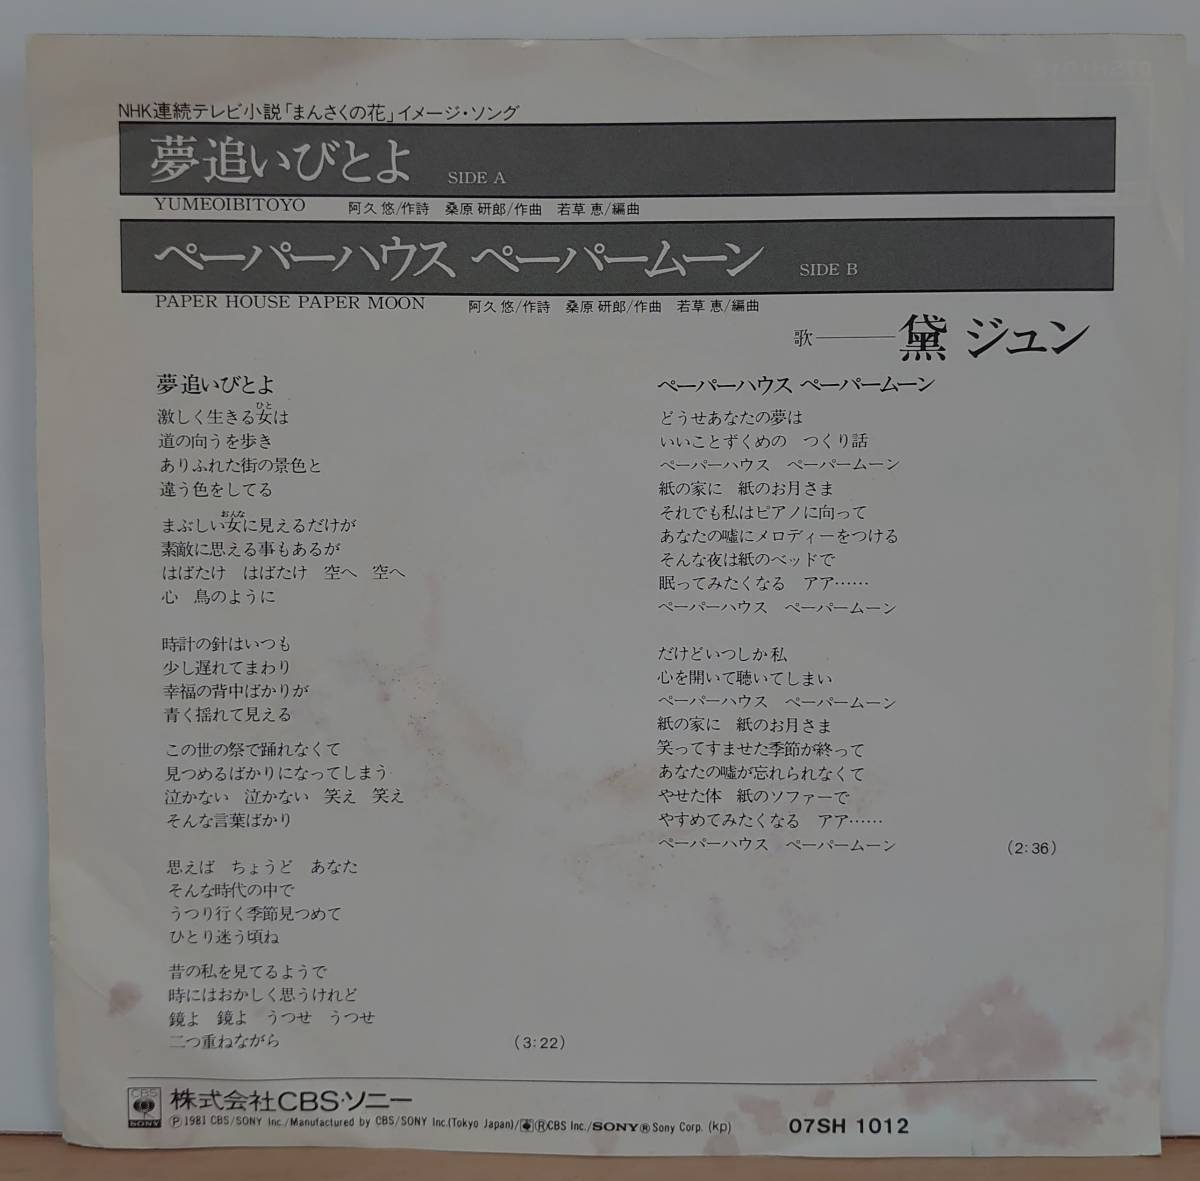 NHK連続テレビ小説「まんさくの花」イメージ・ソング
夢追いびとよ SIDE A
YUMEOIBITOYO 阿久 悠/作詩 桑原 研郎/作曲 若草 恵/編曲
ペーパーハウス ペーパームーン SIDE B
PAPER HOUSE PAPER MOON 阿久 悠/作詩 桑原 研郎/作曲 若草 恵/編曲
歌——黛 ジュン
夢追いびとよ
ひと
激しく生きる女は
道の向うを歩き
ありふれた街の景色と
違う色をしてる
おんな
まぶしい女に見えるだけが
素敵に思える事もあるが
はばたけ はばたけ 空へ 空へ
心 鳥のように
時計の針はいつも
少し遅れてまわり
幸福の背中ばかりが
青く揺れて見える
この世の祭で踊れなくて
見つめるばかりになってしまう
泣かない 泣かない 笑え 笑え
そんな言葉ばかり
思えば ちょうど あなた
そんな時代の中で
うつり行く季節見つめて
ひとり迷う頃ね
昔の私を見てるようで
時にはおかしく思うけれど
鏡よ 鏡よ うつせ うつせ
二つ重ねながら (3:22)
ペーパーハウス ペーパームーン
どうせあなたの夢は
いいことずくめの つくり話
ペーパーハウス ペーパームーン
紙の家に 紙のお月さま
それでも私はピアノに向って
あなたの嘘にメロディーをつける
そんな夜は紙のベッドで
眠ってみたくなる アア……
ペーパーハウス ペーパームーン
だけどいつしか私
心を開いて聴いてしまい
ペーパーハウス ペーパームーン
紙の家に 紙のお月さま
笑ってすませた季節が終って
あなたの嘘が忘れられなくて
やせた体 紙のソファーで
やすめてみたくなる アア……
ペーパーハウス ペーパームーン (2:36)
CBS SONY 株式会社CBS・ソニー
Ⓟ1981 CBS/SONY Inc./Manufactured by CBS/SONY Inc.(Tokyo Japan)/ⓇCBS Inc./SONYⓇSony Corp. (kp) 07SH 1012